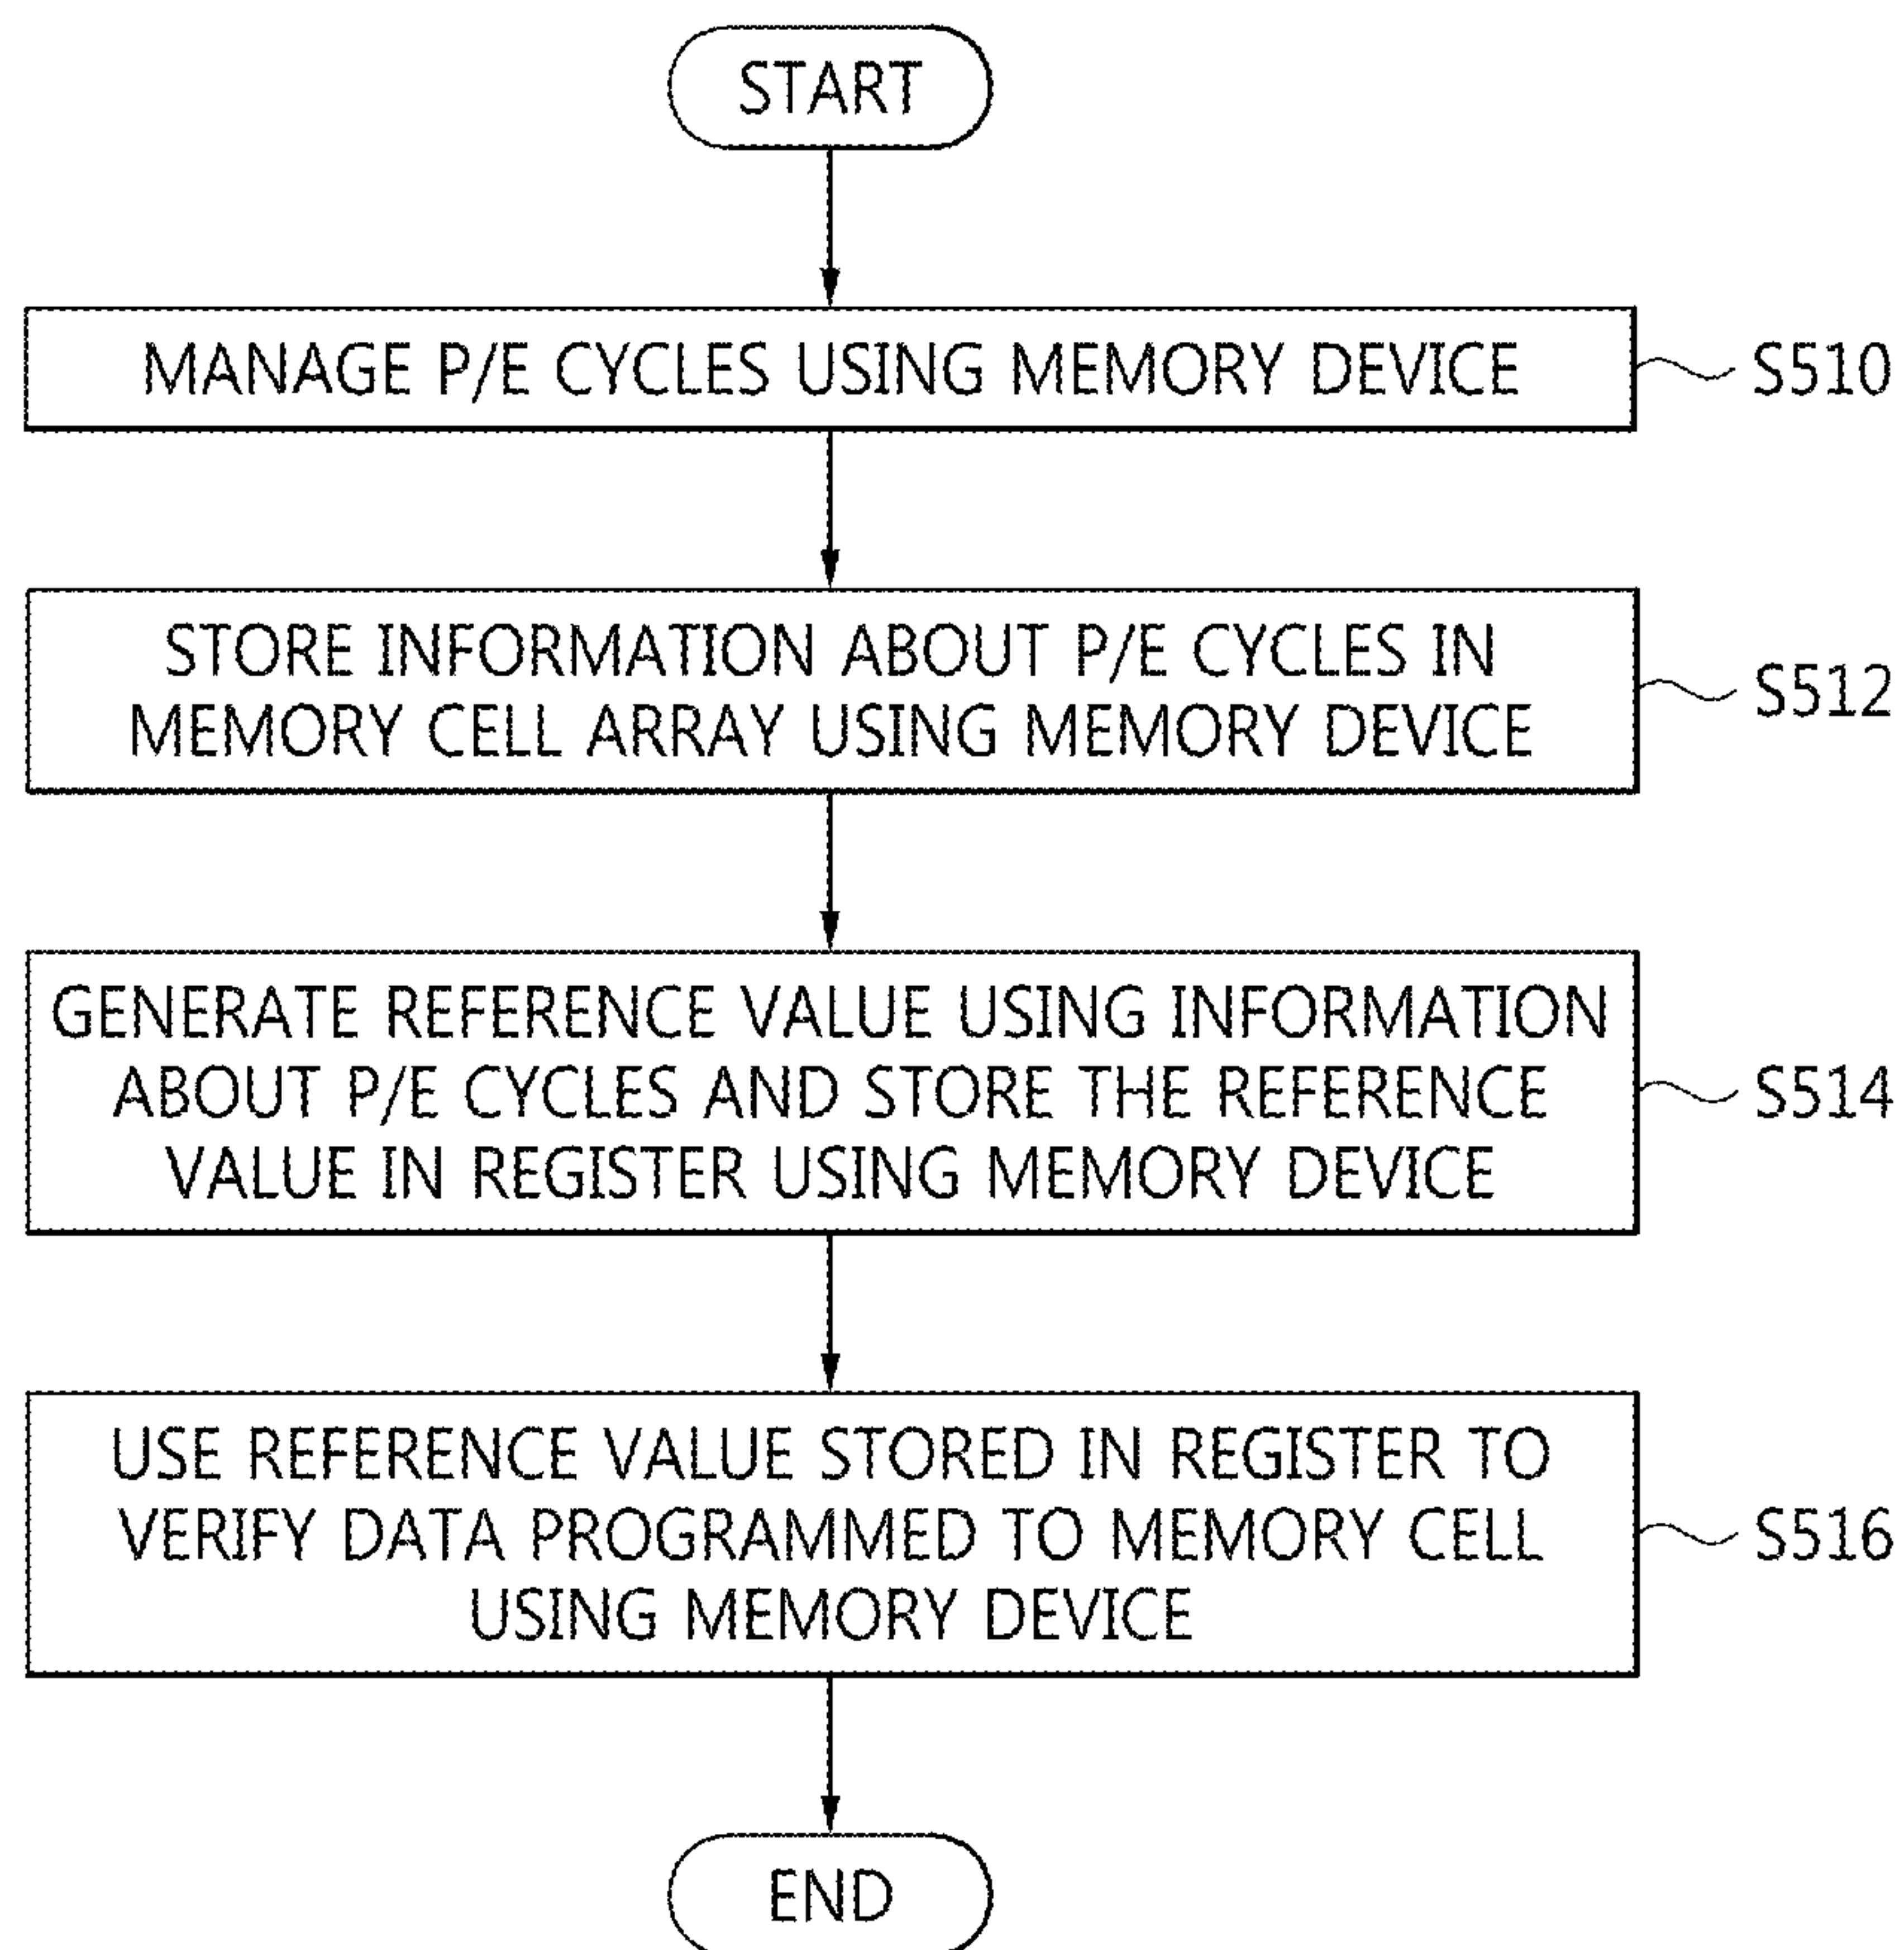 START
MANAGE P/E CYCLES USING MEMORY DEVICE
S510
STORE INFORMATION ABOUT P/E CYCLES IN
MEMORY CELL ARRAY USING MEMORY DEVICE
S512
GENERATE REFERENCE VALUE USING INFORMATION
ABOUT P/E CYCLES AND STORE THE REFERENCE
VALUE IN REGISTER USING MEMORY DEVICE
S514
USE REFERENCE VALUE STORED IN REGISTER TO
VERIFY DATA PROGRAMMED TO MEMORY CELL
USING MEMORY DEVICE
S516
END